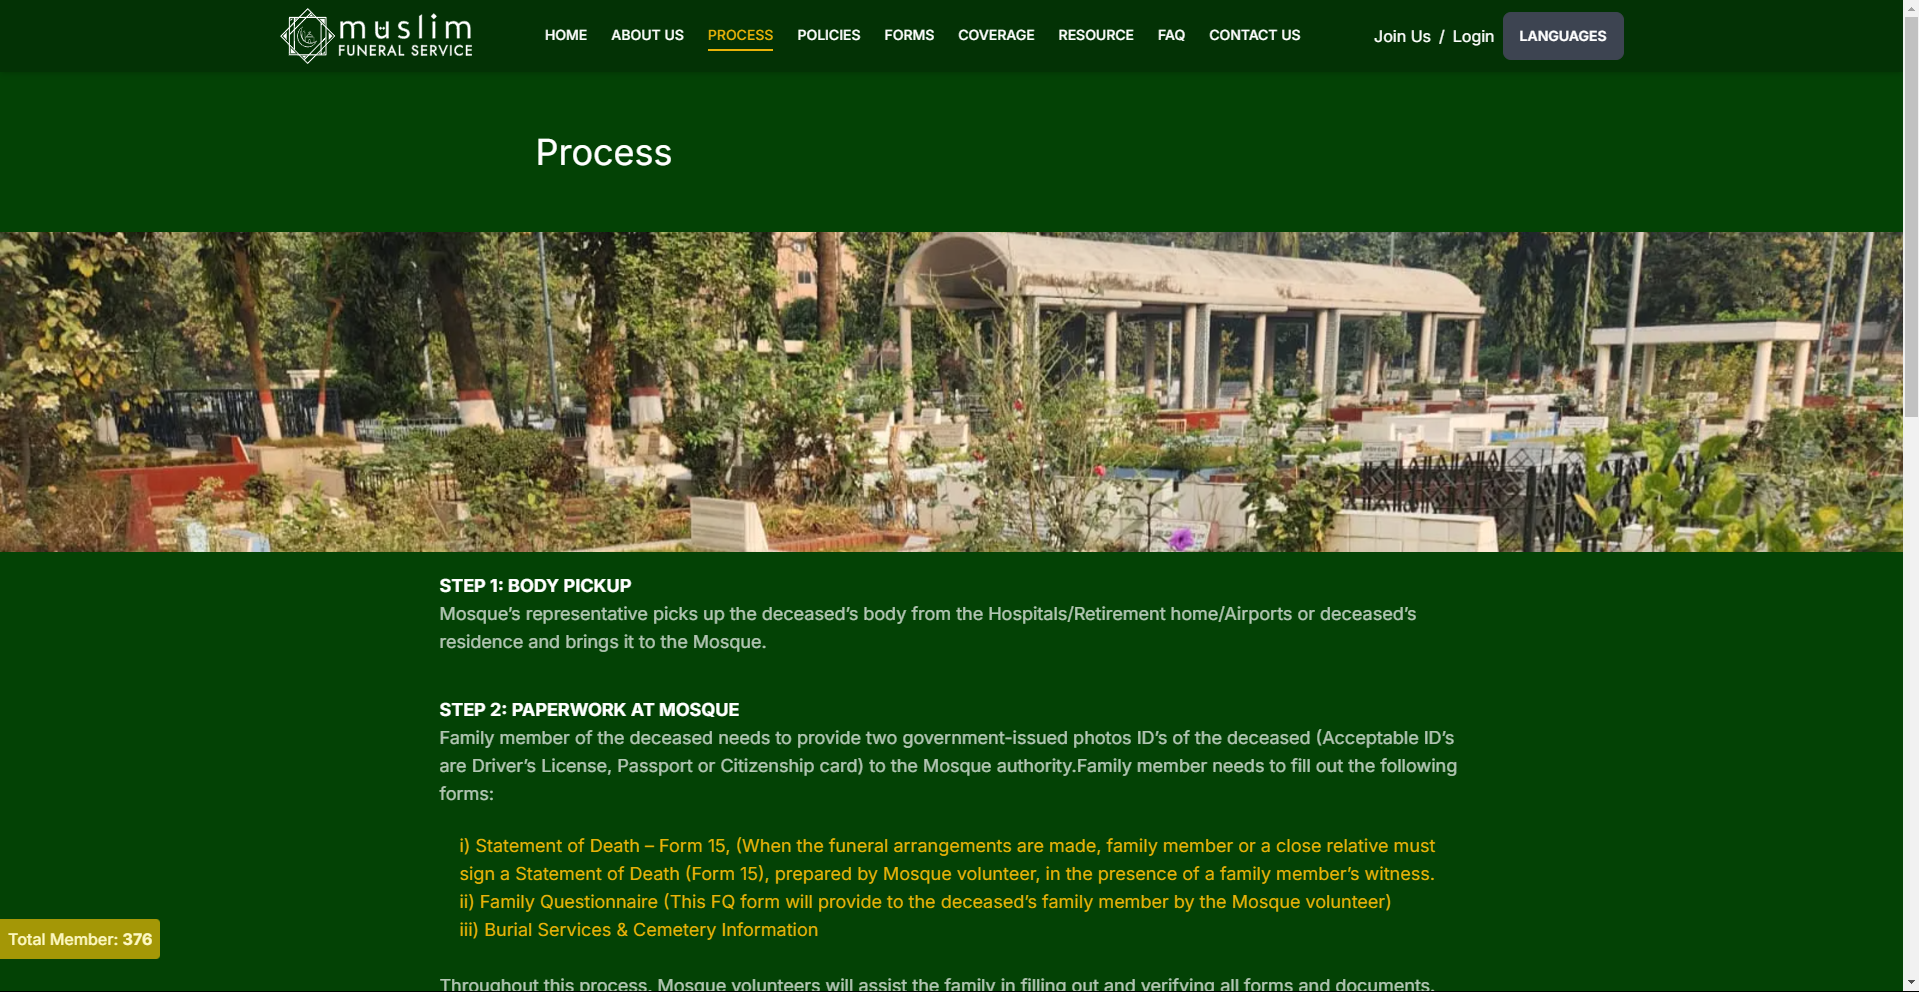 muslim
FUNERAL SERVICE
HOME ABOUT US PROCESS POLICIES FORMS COVERAGE RESOURCE FAQ CONTACT US
Join Us / Login LANGUAGES
Process
STEP 1: BODY PICKUP
Mosque’s representative picks up the deceased’s body from the Hospitals/Retirement home/Airports or deceased’s
residence and brings it to the Mosque.
STEP 2: PAPERWORK AT MOSQUE
Family member of the deceased needs to provide two government-issued photos ID’s of the deceased (Acceptable ID’s
are Driver’s License, Passport or Citizenship card) to the Mosque authority.Family member needs to fill out the following
forms:
i) Statement of Death – Form 15, (When the funeral arrangements are made, family member or a close relative must
sign a Statement of Death (Form 15), prepared by Mosque volunteer, in the presence of a family member’s witness.
ii) Family Questionnaire (This FQ form will provide to the deceased’s family member by the Mosque volunteer)
iii) Burial Services & Cemetery Information
Total Member: 376
Throughout this process, Mosque volunteers will assist the family in filling out and verifying all forms and documents.